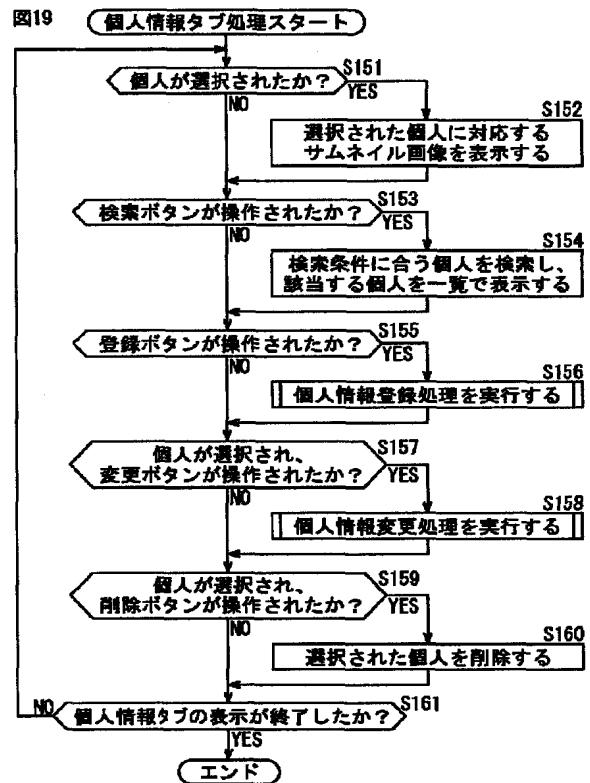 図19
個人情報タブ処理スタート
個人が選択されたか？
S151
YES
NO
S152
選択された個人に対応する
サムネイル画像を表示する
検索ボタンが操作されたか？
S153
YES
NO
S154
検索条件に合う個人を検索し、
該当する個人を一覧で表示する
登録ボタンが操作されたか？
S155
YES
NO
S156
個人情報登録処理を実行する
個人が選択され、
変更ボタンが操作されたか？
S157
YES
NO
S158
個人情報変更処理を実行する
個人が選択され、
削除ボタンが操作されたか？
S159
YES
NO
S160
選択された個人を削除する
NO
個人情報タブの表示が終了したか？
S161
YES
エンド